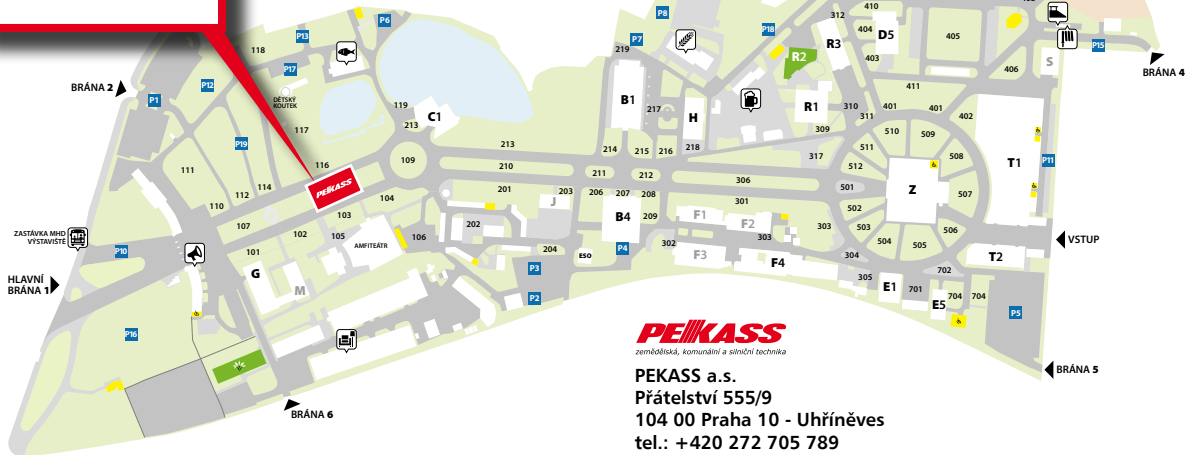 P6
P8
410
312
P13
P18
404
405
D5
P7
R3
P15
118
219
403
406
S
BRÁNA 4
P17
R2
411
BRÁNA 2
P12
P1
DĚTSKÝ
KOUTEK
119
C1
B1
217
H
R1
310
401
401
402
117
213
309
311
510
509
P19
213
214
215
216
218
511
317
508
T1
P11
116
109
210
211
212
306
512
111
114
112
PEKASS
501
Z
507
110
104
201
203
206
207
208
301
502
103
J
B4
209
F1
F2
303
503
506
107
102
105
AMFITEÁTR
106
202
303
504
505
VSTUP
ZASTÁVKA MHD
VÝSTAVIŠTĚ
P10
101
204
ESO
P4
302
F3
F4
304
T2
G
P3
305
702
HLAVNÍ
BRÁNA 1
M
P2
E1
701
E5
704
704
P5
P16
PEKASS
zemědělská, komunální a silniční technika
PEKASS a.s.
Přátelství 555/9
104 00 Praha 10 - Uhříněves
tel.: +420 272 705 789
BRÁNA 5
BRÁNA 6